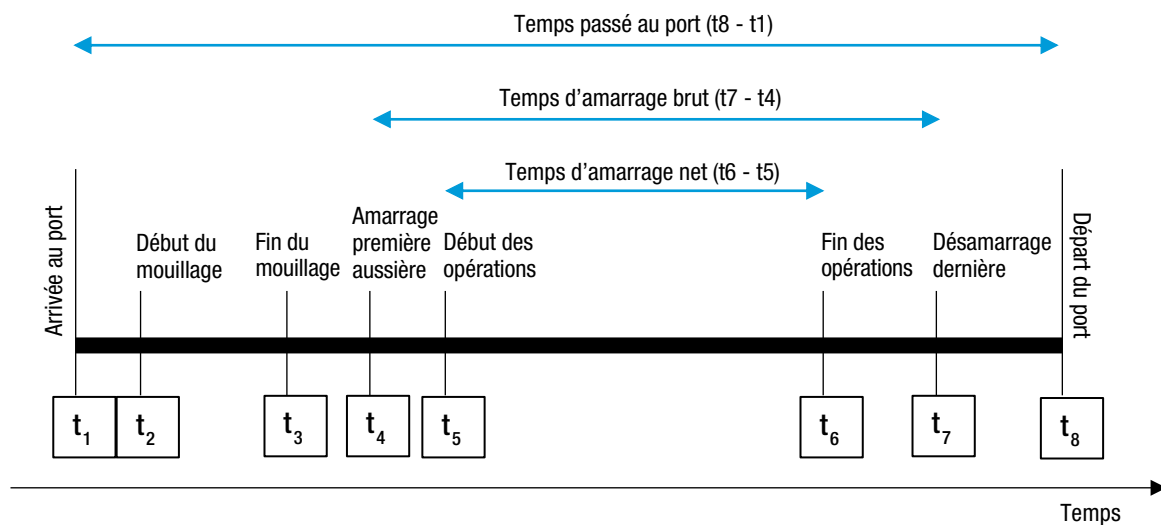 Temps passé au port (t8 - t1)
Temps d'amarrage brut (t7 - t4)
Temps d'amarrage net (t6 - t5)
Arrivée au port
Début du
mouillage
Fin du
mouillage
Amarrage
première
aussière
Début des
opérations
Fin des
opérations
Désamarrage
dernière
Départ du port
t1
t2
t3
t4
t5
t6
t7
t8
Temps